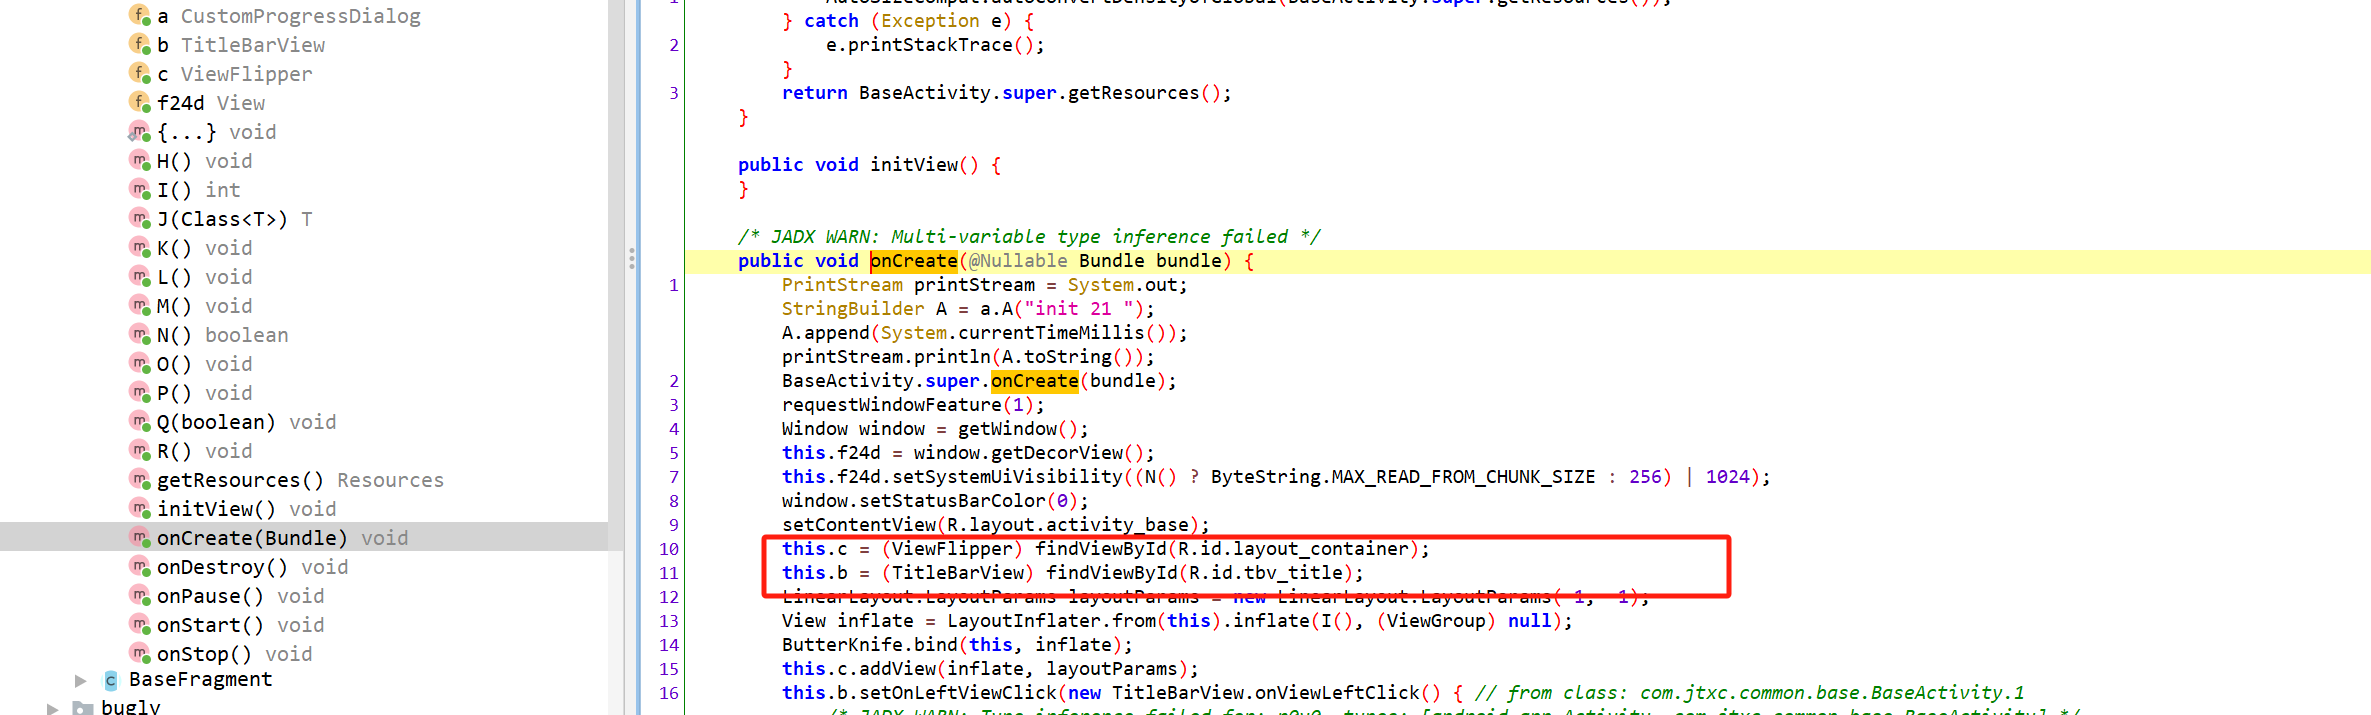 a CustomProgressDialog
b TitleBarView
c ViewFlipper
f24d View
{...} void
H() void
I() int
J(Class<T>) T
K() void
L() void
M() void
N() boolean
O() void
P() void
Q(boolean) void
R() void
getResources() Resources
initView() void
onCreate(Bundle) void
onDestroy() void
onPause() void
onStart() void
onStop() void
BaseFragment
bugly
} catch (Exception e) {
2 e.printStackTrace();
}
3 return BaseActivity.super.getResources();
}
public void initView() {
}
/* JADX WARN: Multi-variable type inference failed */
public void onCreate(@Nullable Bundle bundle) {
1 PrintStream printStream = System.out;
StringBuilder A = a.A("init 21 ");
A.append(System.currentTimeMillis());
printStream.println(A.toString());
2 BaseActivity.super.onCreate(bundle);
3 requestWindowFeature(1);
4 Window window = getWindow();
5 this.f24d = window.getDecorView();
7 this.f24d.setSystemUiVisibility((N() ? ByteString.MAX_READ_FROM_CHUNK_SIZE : 256) | 1024);
8 window.setStatusBarColor(0);
9 setContentView(R.layout.activity_base);
10 this.c = (ViewFlipper) findViewById(R.id.layout_container);
11 this.b = (TitleBarView) findViewById(R.id.tbv_title);
12 LinearLayout.LayoutParams layoutParams = new LinearLayout.LayoutParams(-1, -1);
13 View inflate = LayoutInflater.from(this).inflate(I(), (ViewGroup) null);
14 ButterKnife.bind(this, inflate);
15 this.c.addView(inflate, layoutParams);
16 this.b.setOnLeftViewClick(new TitleBarView.onViewLeftClick() { // from class: com.jtxc.common.base.BaseActivity.1